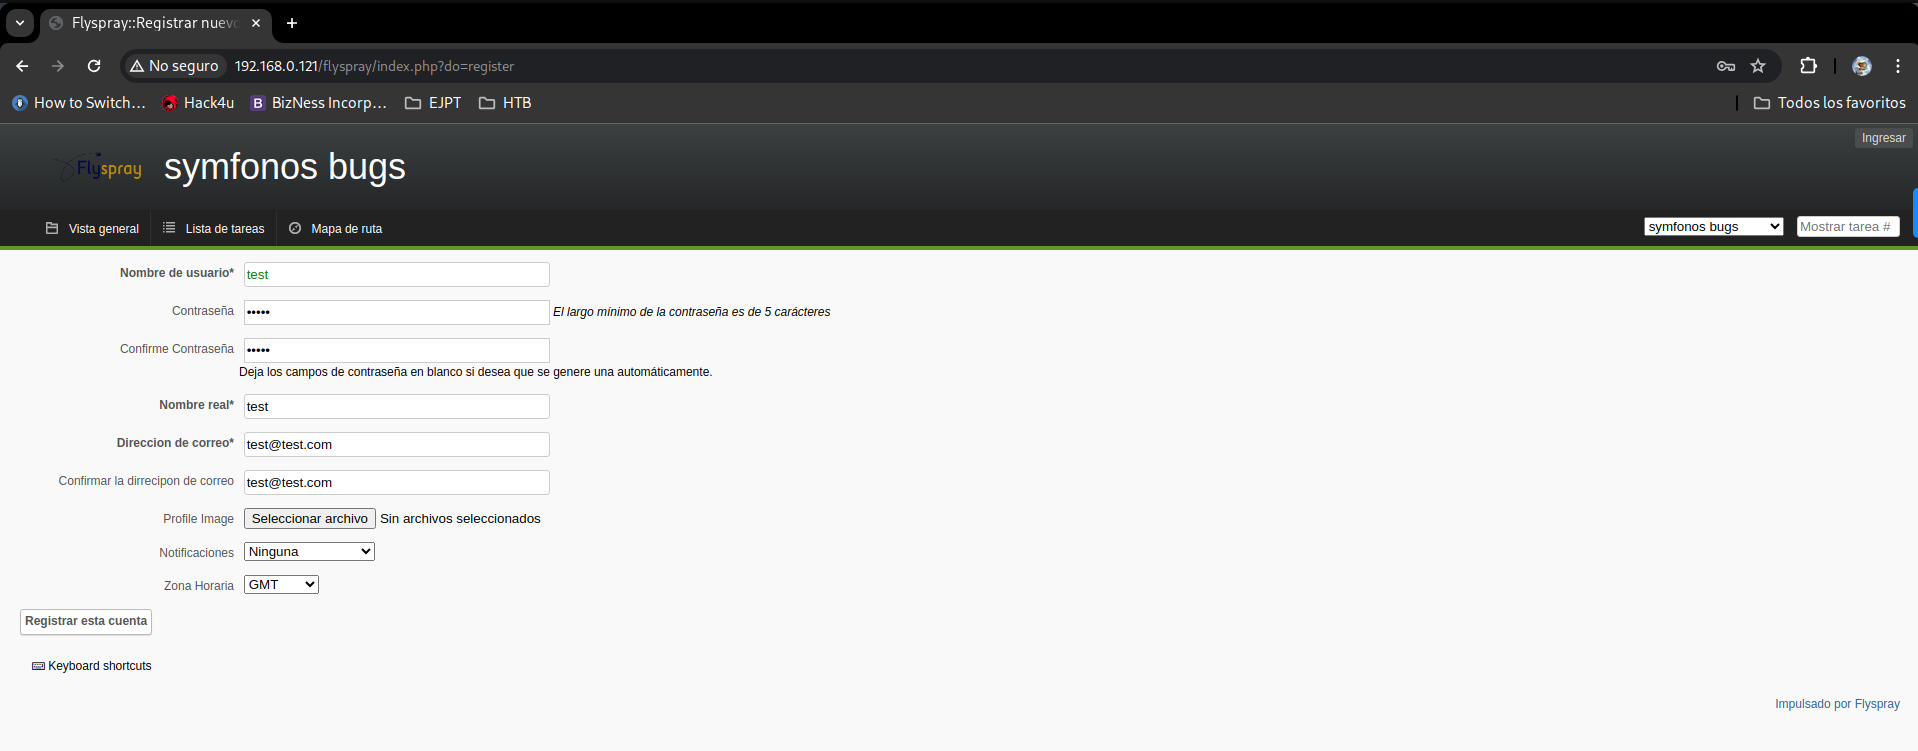 Flyspray::Registrar nuev
No seguro 192.168.0.121/flyspray/index.php?do=register
How to Switch... Hack4u B BizNess Incorp... EJPT HTB Todos los favoritos
Ingresar
Flyspray symfonos bugs
Vista general Lista de tareas Mapa de ruta symfonos bugs Mostrar tarea #
Nombre de usuario* test
Contraseña ••••• El largo mínimo de la contraseña es de 5 carácteres
Confirme Contraseña •••••
Deja los campos de contraseña en blanco si desea que se genere una automáticamente.
Nombre real* test
Direccion de correo* test@test.com
Confirmar la dirrecipon de correo test@test.com
Profile Image Seleccionar archivo Sin archivos seleccionados
Notificaciones Ninguna
Zona Horaria GMT
Registrar esta cuenta
Keyboard shortcuts
Impulsado por Flyspray